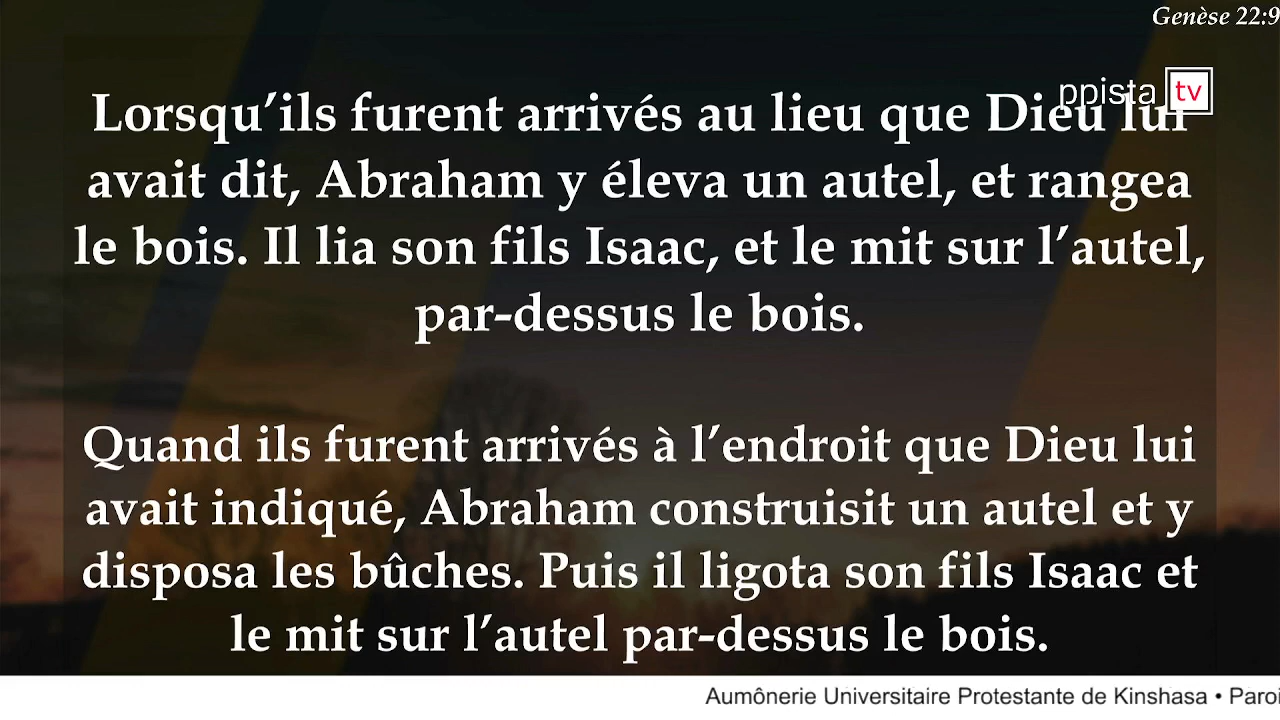 Genèse 22:9
ppista tv
Lorsqu’ils furent arrivés au lieu que Dieu lui
avait dit, Abraham y éleva un autel, et rangea
le bois. Il lia son fils Isaac, et le mit sur l’autel,
par-dessus le bois.
Quand ils furent arrivés à l’endroit que Dieu lui
avait indiqué, Abraham construisit un autel et y
disposa les bûches. Puis il ligota son fils Isaac et
le mit sur l’autel par-dessus le bois.
Aumônerie Universitaire Protestante de Kinshasa • Paroi